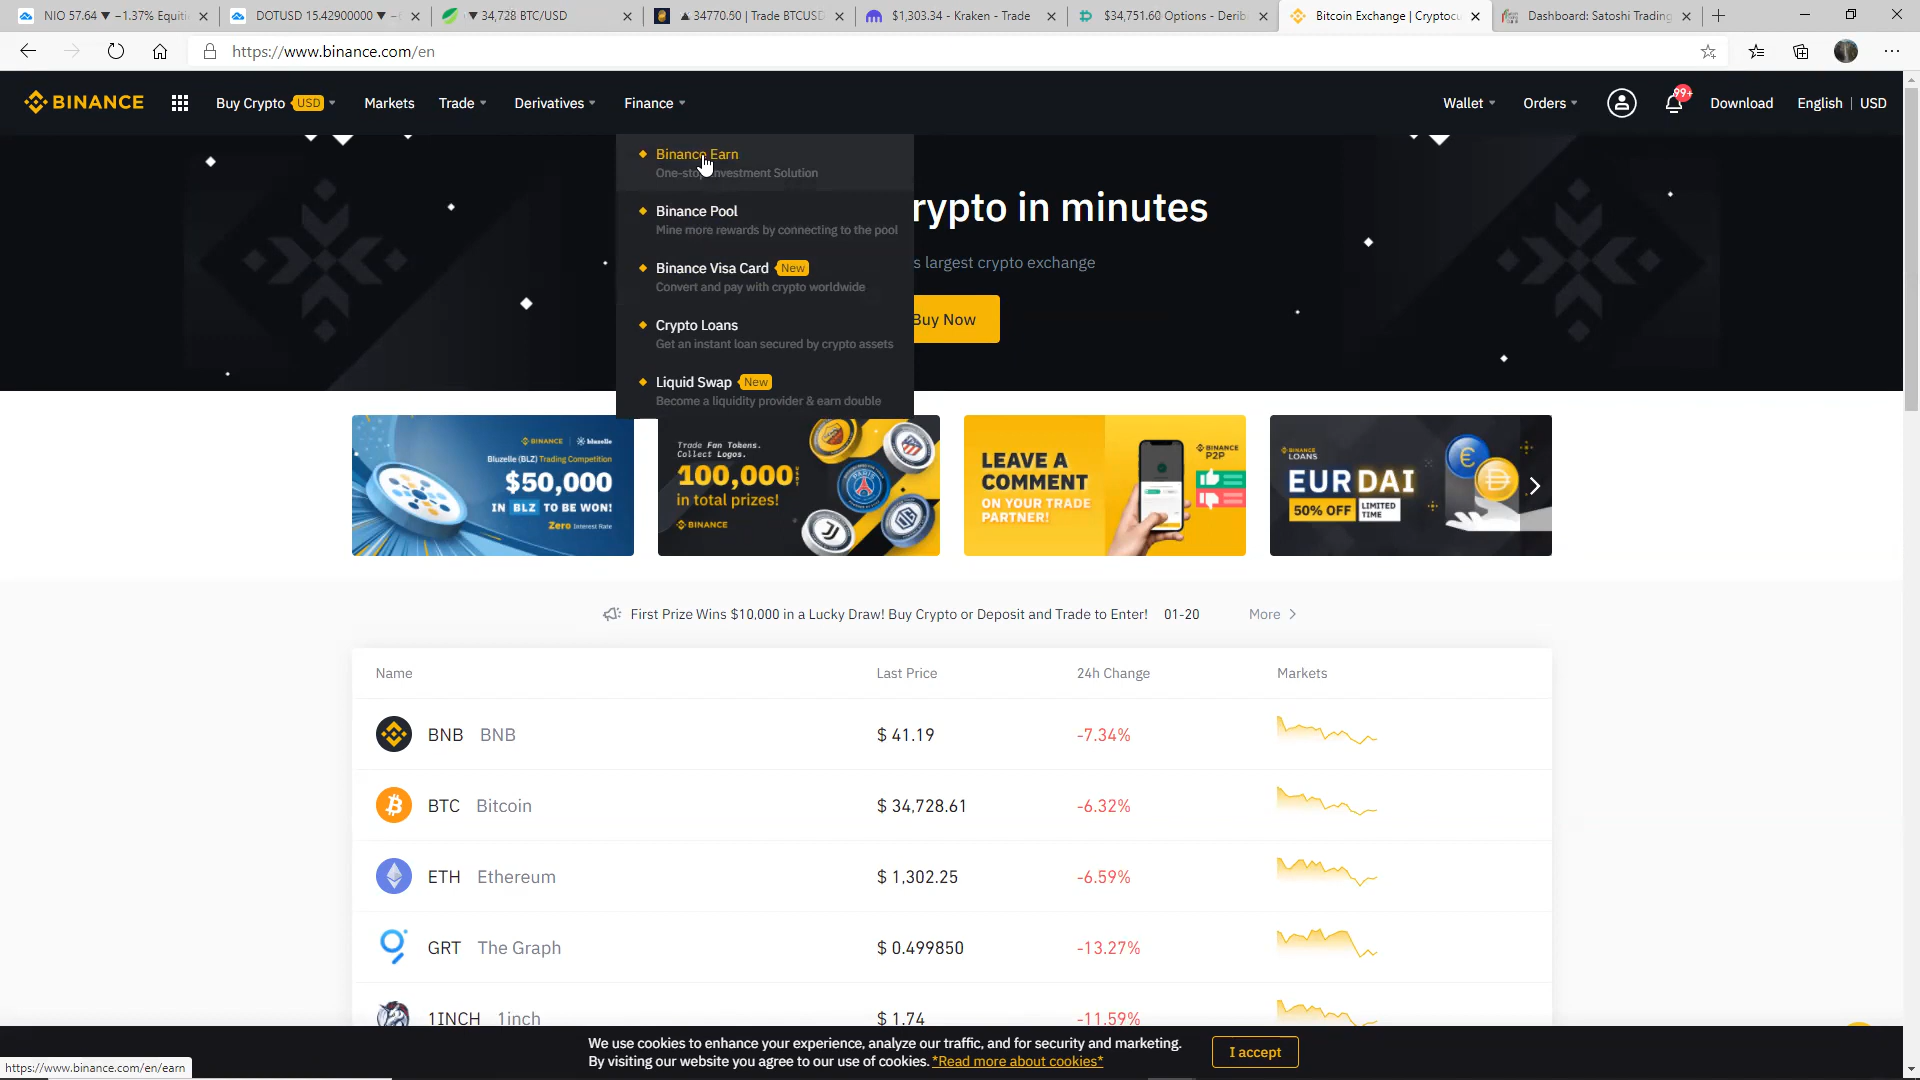 NIO 57.64 ▼ −1.37% Equiti
DOTUSD 15.42900000 ▼ −
▼ 34,728 BTC/USD
▲ 34770.50 | Trade BTCUSD
$1,303.34 - Kraken - Trade
$34,751.60 Options - Derib
Bitcoin Exchange | Cryptocu
Dashboard: Satoshi Trading
https://www.binance.com/en
BINANCE
Buy Crypto USD
Markets
Trade
Derivatives
Finance
Wallet
Orders
99+
Download
English | USD
Binance Earn
One-stop Investment Solution
Binance Pool
Mine more rewards by connecting to the pool
Binance Visa Card New
Convert and pay with crypto worldwide
Crypto Loans
Get an instant loan secured by crypto assets
Liquid Swap New
Become a liquidity provider & earn double
rypto in minutes
s largest crypto exchange
Buy Now
BINANCE | bluzelle
Bluzelle (BLZ) Trading Competition
$50,000
IN BLZ TO BE WON!
Zero Interest Rate
Trade Fan Tokens.
Collect Logos.
100,000
in total prizes!
BINANCE
LEAVE A
COMMENT
ON YOUR TRADE
PARTNER!
BINANCE
P2P
BINANCE
LOANS
EUR DAI
50% OFF LIMITED
TIME
First Prize Wins $10,000 in a Lucky Draw! Buy Crypto or Deposit and Trade to Enter! 01-20
More
Name Last Price 24h Change Markets
BNB BNB $ 41.19 -7.34%
BTC Bitcoin $ 34,728.61 -6.32%
ETH Ethereum $ 1,302.25 -6.59%
GRT The Graph $ 0.499850 -13.27%
1INCH 1inch $ 1.74 -11.59%
We use cookies to enhance your experience, analyze our traffic, and for security and marketing.
By visiting our website you agree to our use of cookies. *Read more about cookies*
I accept
https://www.binance.com/en/earn